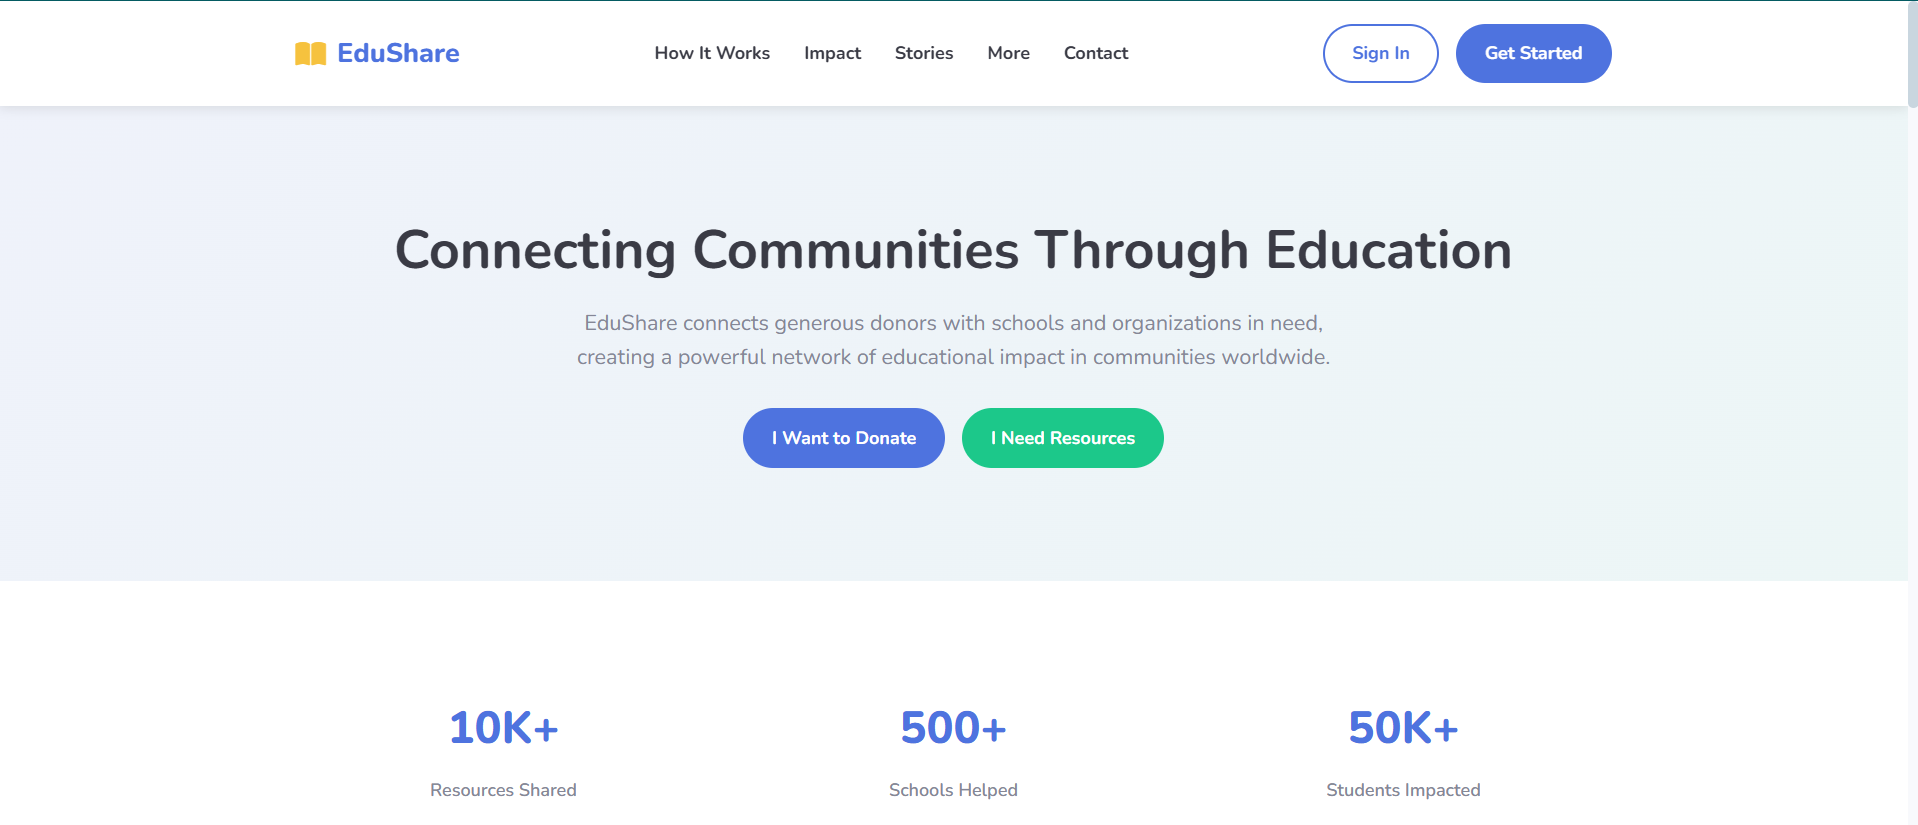 EduShare
How It Works
Impact
Stories
More
Contact
Sign In
Get Started
Connecting Communities Through Education
EduShare connects generous donors with schools and organizations in need,
creating a powerful network of educational impact in communities worldwide.
I Want to Donate
I Need Resources
10K+
Resources Shared
500+
Schools Helped
50K+
Students Impacted